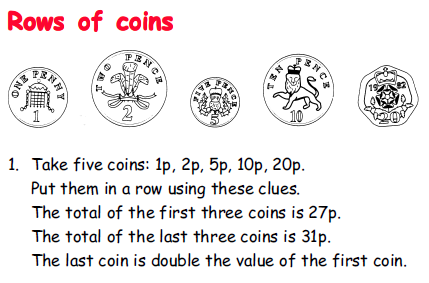 Rows of coins
ONE PENNY 1
TWO PENCE 2
FIVE PENCE 5
TEN PENCE 10
1982 20
1. Take five coins: 1p, 2p, 5p, 10p, 20p.
Put them in a row using these clues.
The total of the first three coins is 27p.
The total of the last three coins is 31p.
The last coin is double the value of the first coin.